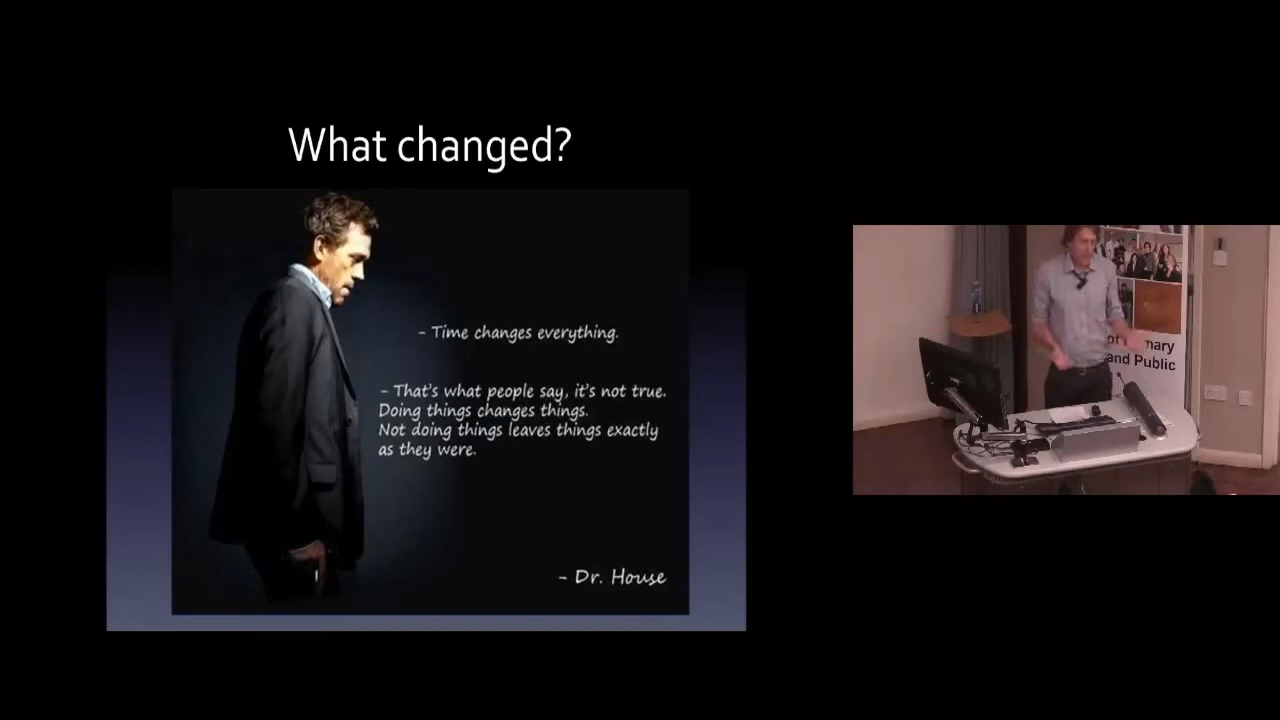 What changed?
- Time changes everything.
- That's what people say, it's not true.
Doing things changes things.
Not doing things leaves things exactly
as they were.
- Dr. House
and Public